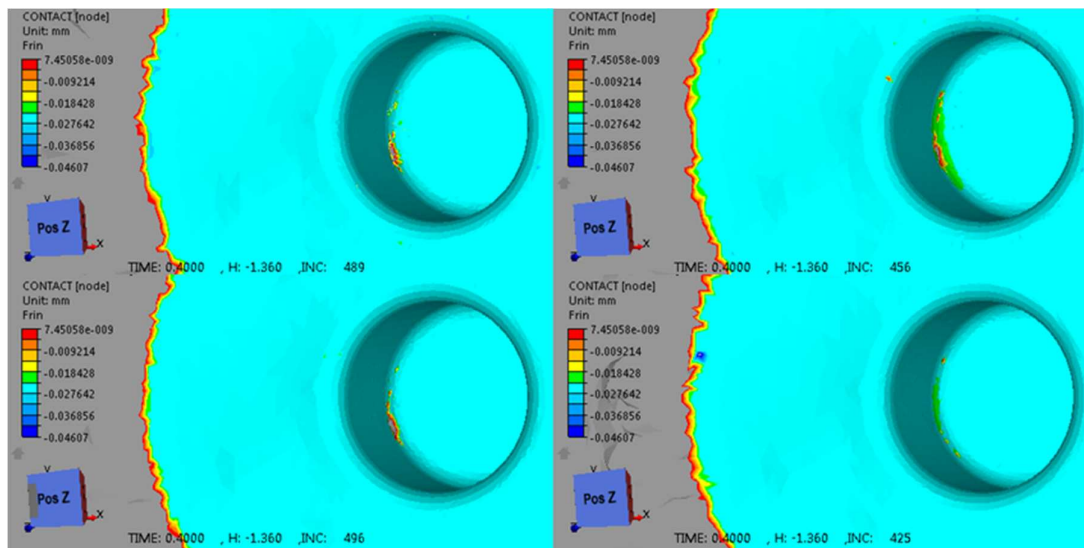 CONTACT [node]
Unit: mm
Frin
7.45058e-009
-0.009214
-0.018428
-0.027642
-0.036856
-0.04607
Y
Pos Z
X
TIME: 0.4000 , H: -1.360 ,INC: 489
CONTACT [node]
Unit: mm
Frin
7.45058e-009
-0.009214
-0.018428
-0.027642
-0.036856
-0.04607
Y
Pos Z
X
TIME: 0.4000 , H: -1.360 ,INC: 456
CONTACT [node]
Unit: mm
Frin
7.45058e-009
-0.009214
-0.018428
-0.027642
-0.036856
-0.04607
Pos Z
X
TIME: 0.4000 , H: -1.360 ,INC: 496
CONTACT [node]
Unit: mm
Frin
7.45058e-009
-0.009214
-0.018428
-0.027642
-0.036856
-0.04607
Pos Z
X
TIME: 0.4000 , H: -1.360 ,INC: 425